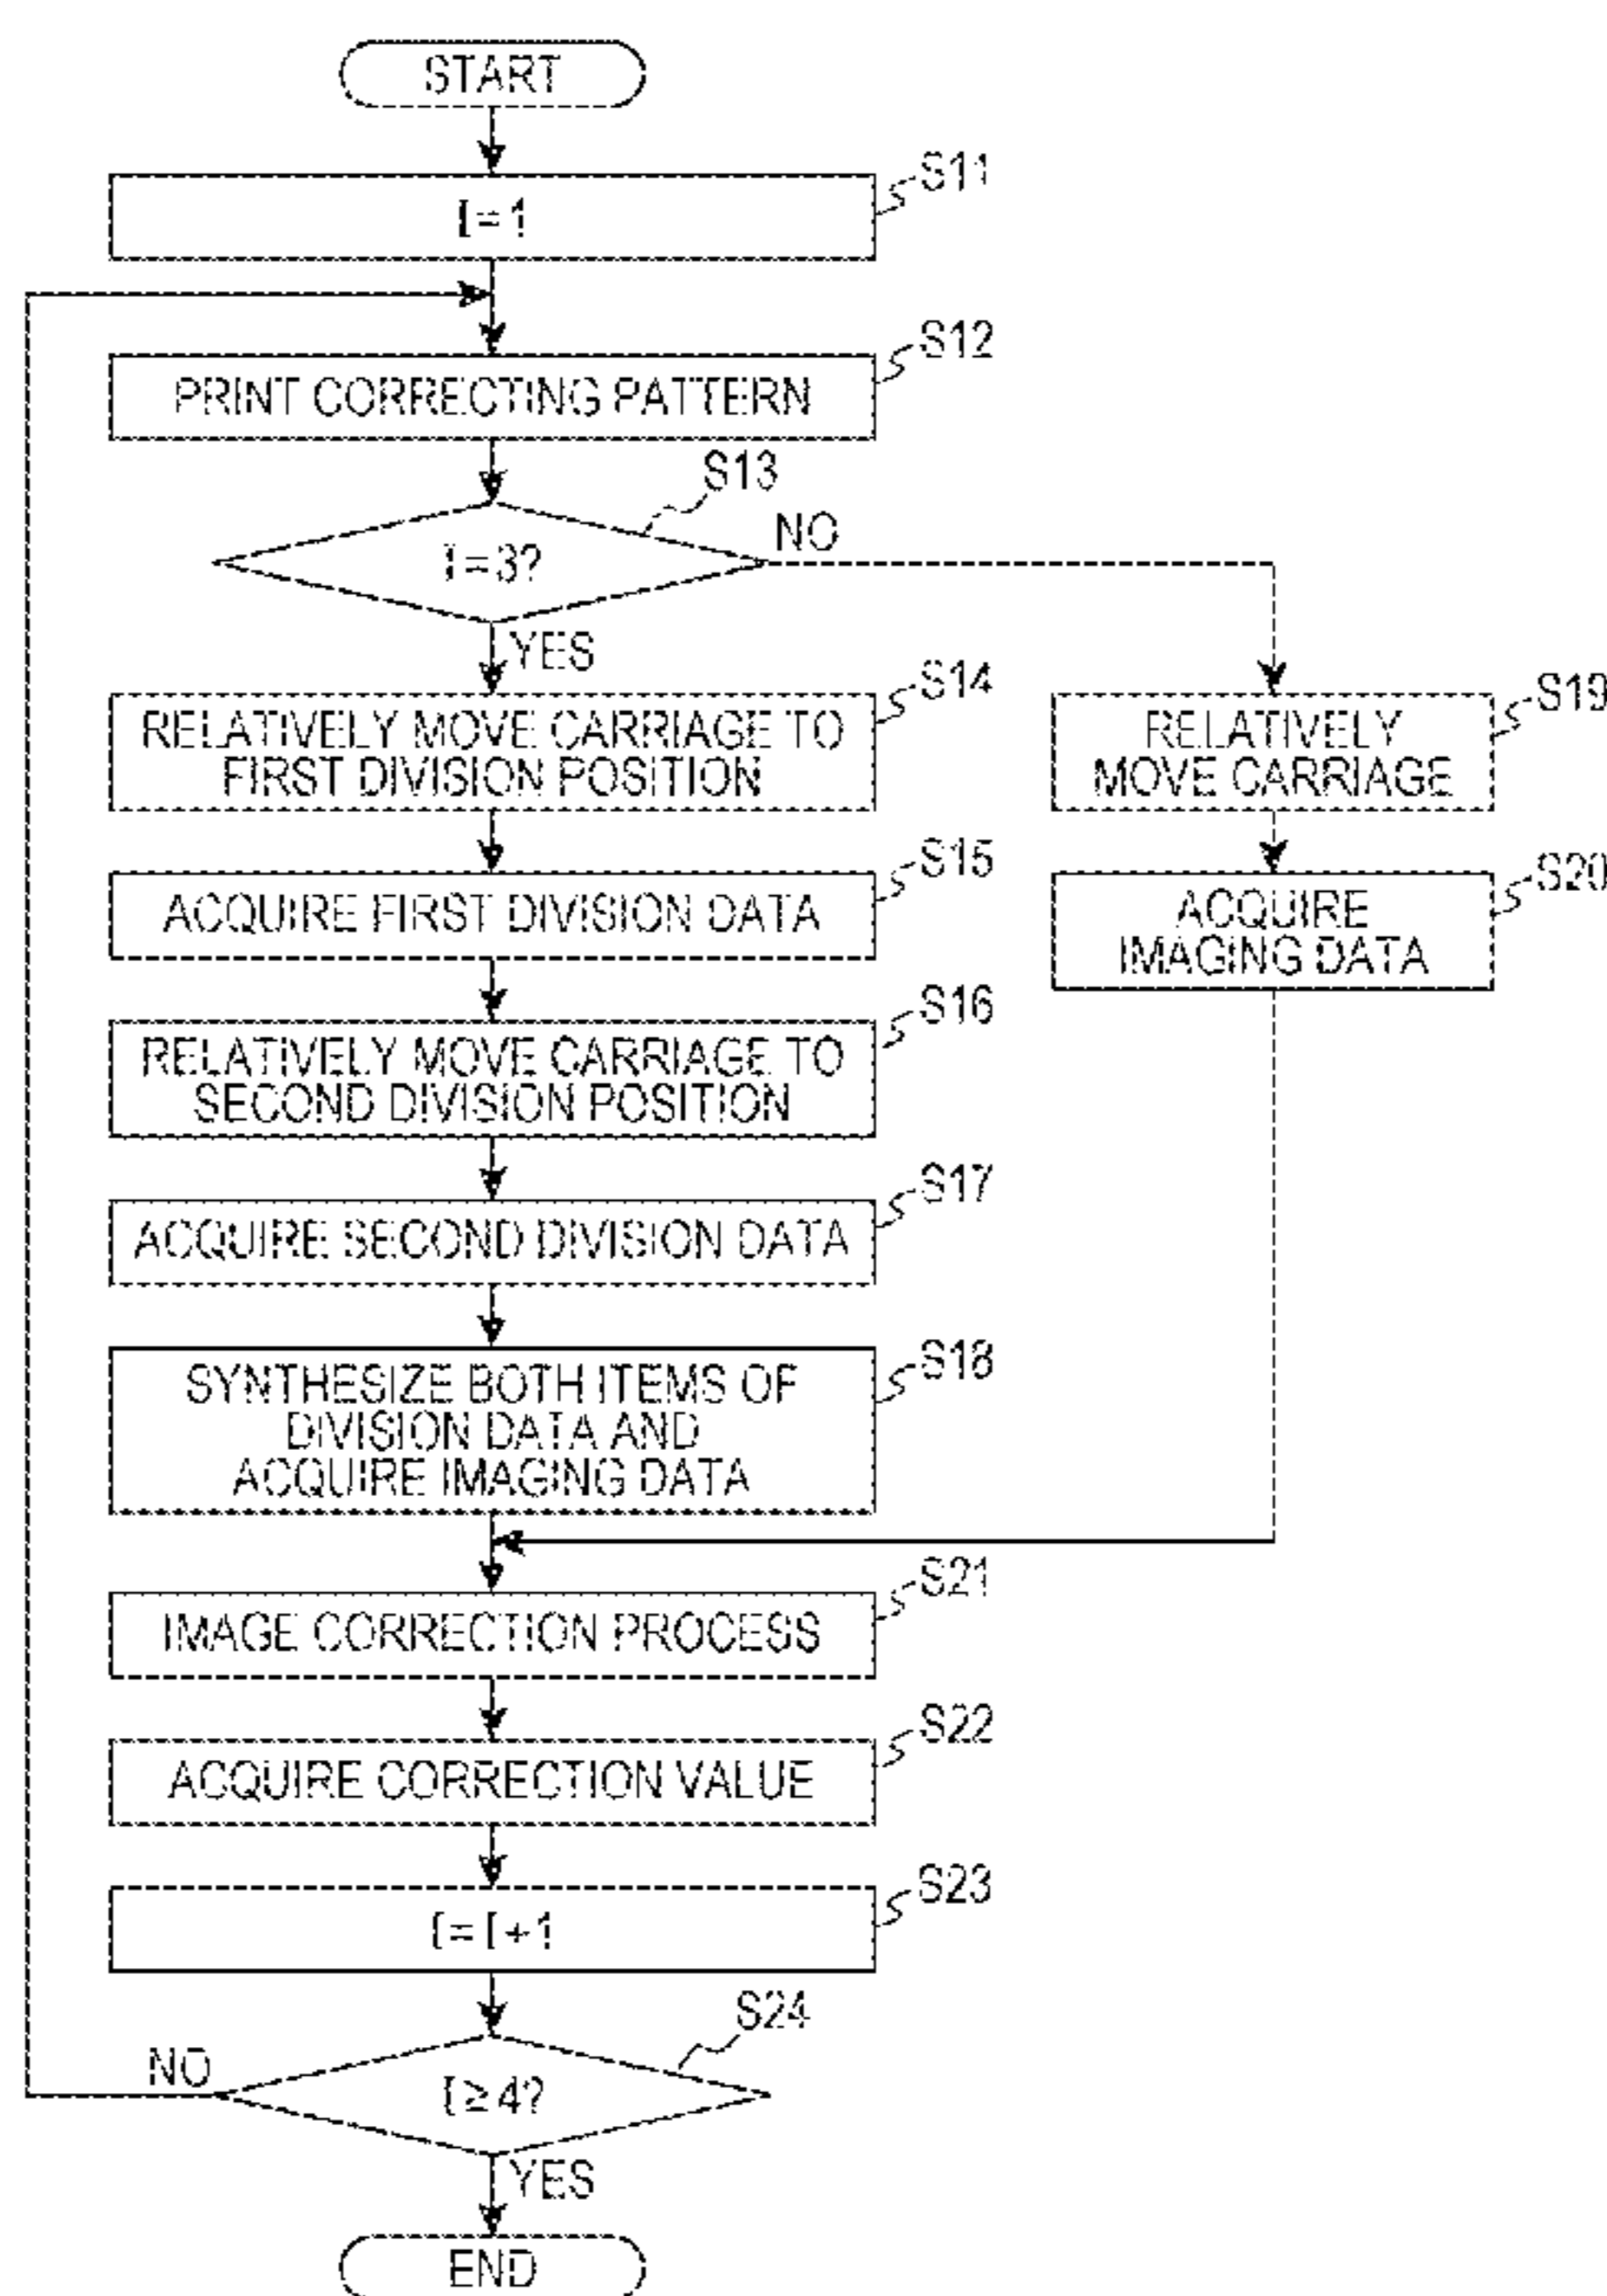 START
S11
I=1
S12
PRINT CORRECTING PATTERN
S13
I=3?
NO
YES
S14
RELATIVELY MOVE CARRIAGE TO
FIRST DIVISION POSITION
S19
RELATIVELY
MOVE CARRIAGE
S15
ACQUIRE FIRST DIVISION DATA
S20
ACQUIRE
IMAGING DATA
S16
RELATIVELY MOVE CARRIAGE TO
SECOND DIVISION POSITION
S17
ACQUIRE SECOND DIVISION DATA
S18
SYNTHESIZE BOTH ITEMS OF
DIVISION DATA AND
ACQUIRE IMAGING DATA
S21
IMAGE CORRECTION PROCESS
S22
ACQUIRE CORRECTION VALUE
S23
I=I+1
S24
NO
I≥4?
YES
END